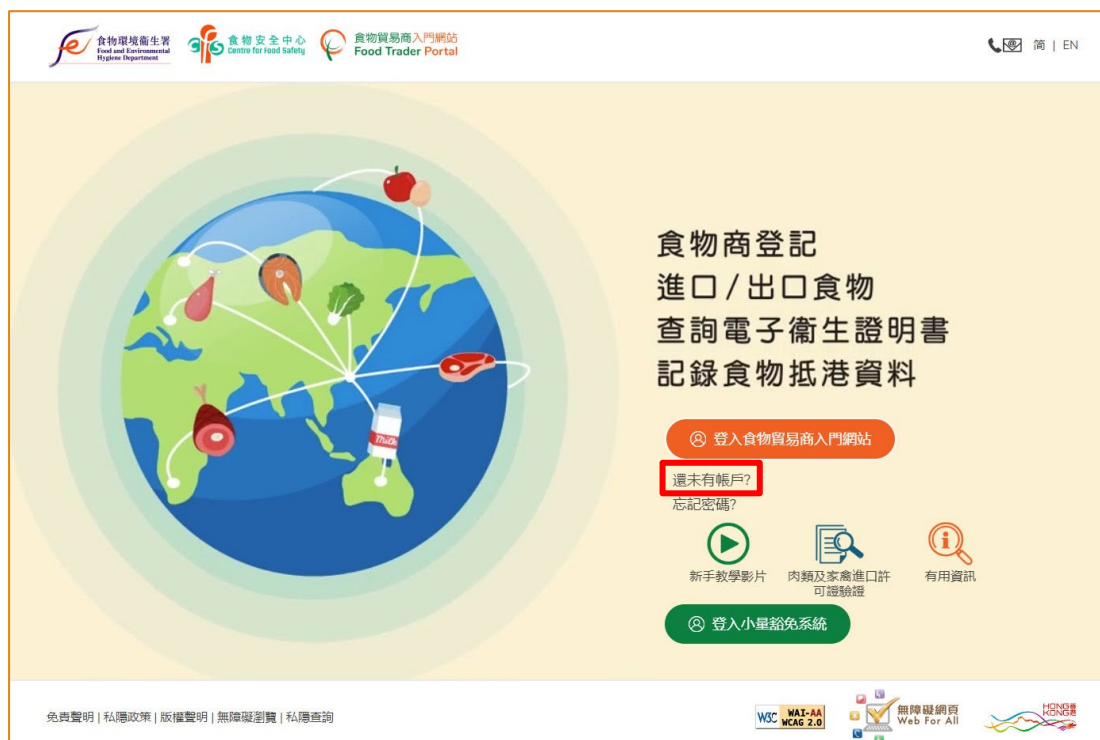 食物環境衞生署
Food and Environmental
Hygiene Department
食物安全中心
Centre for Food Safety
食物貿易商入門網站
Food Trader Portal
简 | EN
食物商登記
進口/出口食物
查詢電子衞生證明書
記錄食物抵港資料
Milk
登入食物貿易商入門網站
還未有帳戶?
忘記密碼?
新手教學影片
肉類及家禽進口許
可證驗證
有用資訊
登入小量豁免系統
免責聲明 | 私隱政策 | 版權聲明 | 無障礙瀏覽 | 私隱查詢
W3C WAI-AA
WCAG 2.0
無障礙網頁
Web For All
HONG
KONG